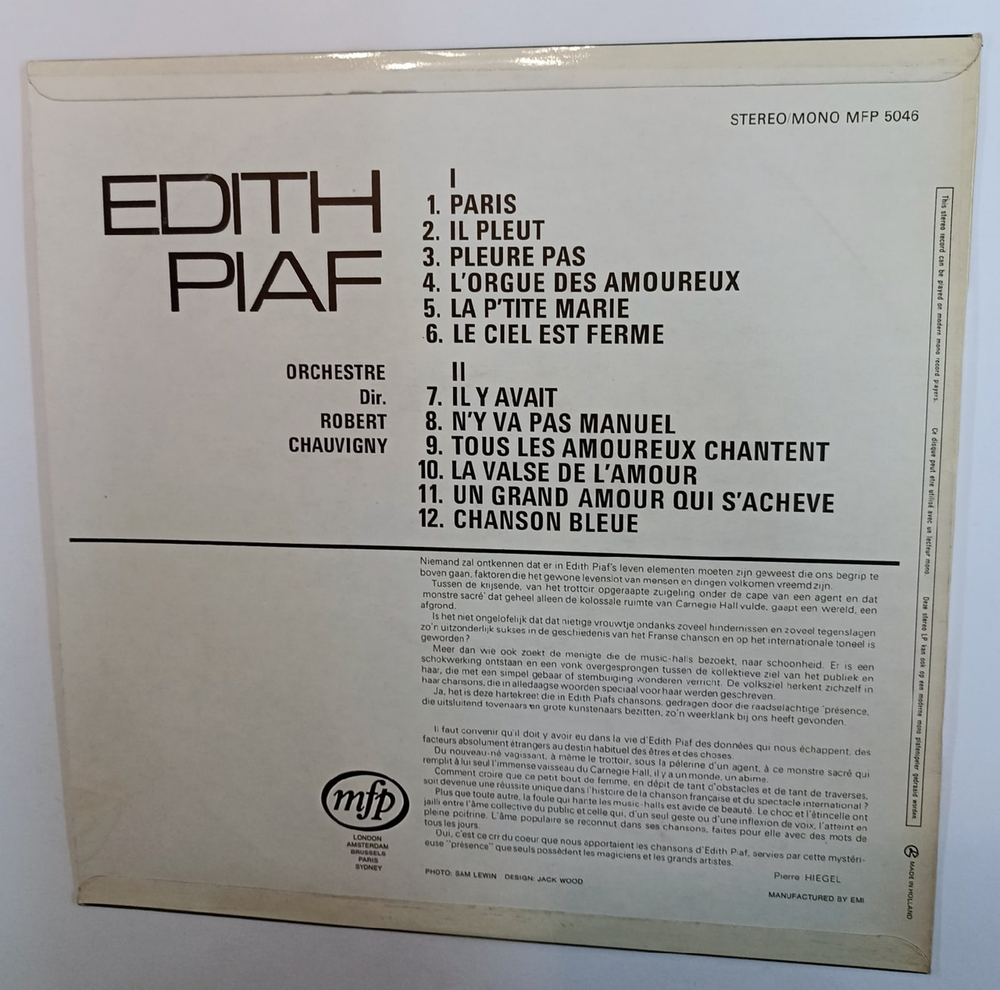 STEREO/MONO MFP 5046
EDITH
PIAF
ORCHESTRE
Dir.
ROBERT
CHAUVIGNY
I
1. PARIS
2. IL PLEUT
3. PLEURE PAS
4. L'ORGUE DES AMOUREUX
5. LA P'TITE MARIE
6. LE CIEL EST FERME
II
7. IL Y AVAIT
8. N'Y VA PAS MANUEL
9. TOUS LES AMOUREUX CHANTENT
10. LA VALSE DE L'AMOUR
11. UN GRAND AMOUR QUI S'ACHEVE
12. CHANSON BLEUE
Niemand zal ontkennen dat er in Edith Piaf's leven elementen moeten zijn geweest die ons begrip te
boven gaan, faktoren die het gewone levenslot van mensen en dingen volkomen vreemd zijn.
Tussen de krijsende, van het trottoir opgeraapte zuigeling onder de cape van een agent en dat
monstre sacré' dat geheel alleen de kolossale ruimte van Carnegie Hall vulde, gaapt een wereld, een
afgrond.
Is het niet ongelofelijk dat dat nietige vrouwtje ondanks zoveel hindernissen en zoveel tegenslagen
zo'n uitzonderlijk sukses in de geschiedenis van het Franse chanson en op het internationale toneel is
geworden?
Meer dan wie ook zoekt de menigte die de music-halls bezoekt, naar schoonheid. Er is een
schokwerking ontstaan en een vonk overgesprongen tussen de kollektieve ziel van het publiek en
haar, die met een simpel gebaar of stembuiging wonderen verricht. De volksziel herkent zichzelf in
haar chansons, die in alledaagse woorden speciaal voor haar werden geschreven.
Ja, het is deze hartekreet die in Edith Piafs chansons, gedragen door die raadselachtige 'présence,
die uitsluitend tovenaars en grote kunstenaars bezitten, zo'n weerklank bij ons heeft gevonden.
Il faut convenir qu'il doit y avoir eu dans la vie d'Edith Piaf des données qui nous échappent, des
facteurs absolument étrangers au destin habituel des êtres et des choses.
Du nouveau-né vagissant, à même le trottoir, sous la pélerine d'un agent, à ce monstre sacré qui
remplit à lui seul l'immense vaisseau du Carnegie Hall, il y a un monde, un abime.
Comment croire que ce petit bout de femme, en dépit de tant d'obstacles et de tant de traverses,
soit devenue une réussite unique dans l'histoire de la chanson française et du spectacle international ?
Plus que toute autre, la foule qui hante les music-halls est avide de beauté. Le choc et l'étincelle ont
jailli entre l'âme collective du public et celle qui, d'un seul geste ou d'une inflexion de voix, l'atteint en
pleine poitrine. L'âme populaire se reconnut dans ses chansons, faites pour elle avec des mots de
tous les jours.
Oui, c'est ce cri du coeur que nous apportaient les chansons d'Edith Piaf, servies par cette mystéri-
euse "présence" que seuls possèdent les magiciens et les grands artistes.
Pierre HIEGEL
mfp
LONDON
AMSTERDAM
BRUSSELS
PARIS
SYDNEY
PHOTO: SAM LEWIN DESIGN: JACK WOOD
MANUFACTURED BY EMI
This stereo record can be played on modern mono record players. Ce disque peut être utilisé avec un lecteur mono. Deze stereo LP kan ook op een moderne mono platenspeler gedraaid worden.
MADE IN HOLLAND